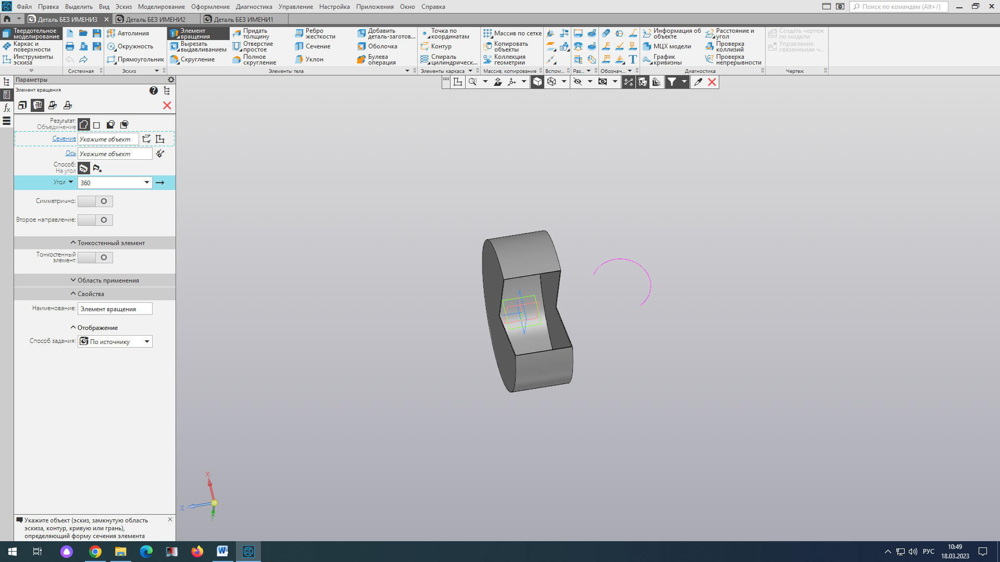 Файл Правка Выделить Вид Эскиз Моделирование Оформление Диагностика Управление Настройка Приложения Окно Справка
Поиск по командам (Alt+/)
Деталь БЕЗ ИМЕНИ3
Деталь БЕЗ ИМЕНИ2
Деталь БЕЗ ИМЕНИ1
Твердотельное моделирование
Каркас и поверхности
Инструменты эскиза
Системная
Автолиния
Окружность
Прямоугольник
Эскиз
Элемент вращения
Вырезать выдавливанием
Скругление
Придать толщину
Отверстие простое
Полное скругление
Ребро жесткости
Сечение
Уклон
Добавить деталь-заготов...
Оболочка
Булева операция
Элементы тела
Точка по координатам
Контур
Спираль цилиндрическ...
Элементы каркаса
Массив по сетке
Копировать объекты
Коллекция геометрии
Массив, копирование
Вспом...
Раз...
Обознач...
Информация об объекте
МЦХ модели
График кривизны
Расстояние и угол
Проверка коллизий
Проверка непрерывности
Диагностика
Создать чертеж по модели
Управление связанными ч...
Чертеж
Параметры
Элемент вращения
Результат:
Объединение
Сечение
Укажите объект
Ось
Укажите объект
Способ:
На угол
Угол
360
Симметрично:
Второе направление:
Тонкостенный элемент
Тонкостенный
элемент:
Область применения
Свойства
Наименование:
Элемент вращения
Отображение
Способ задания:
По источнику
Укажите объект (эскиз, замкнутую область
эскиза, контур, кривую или грань),
определяющий форму сечения элемента
X
Z
Y
РУС
10:49
18.03.2023